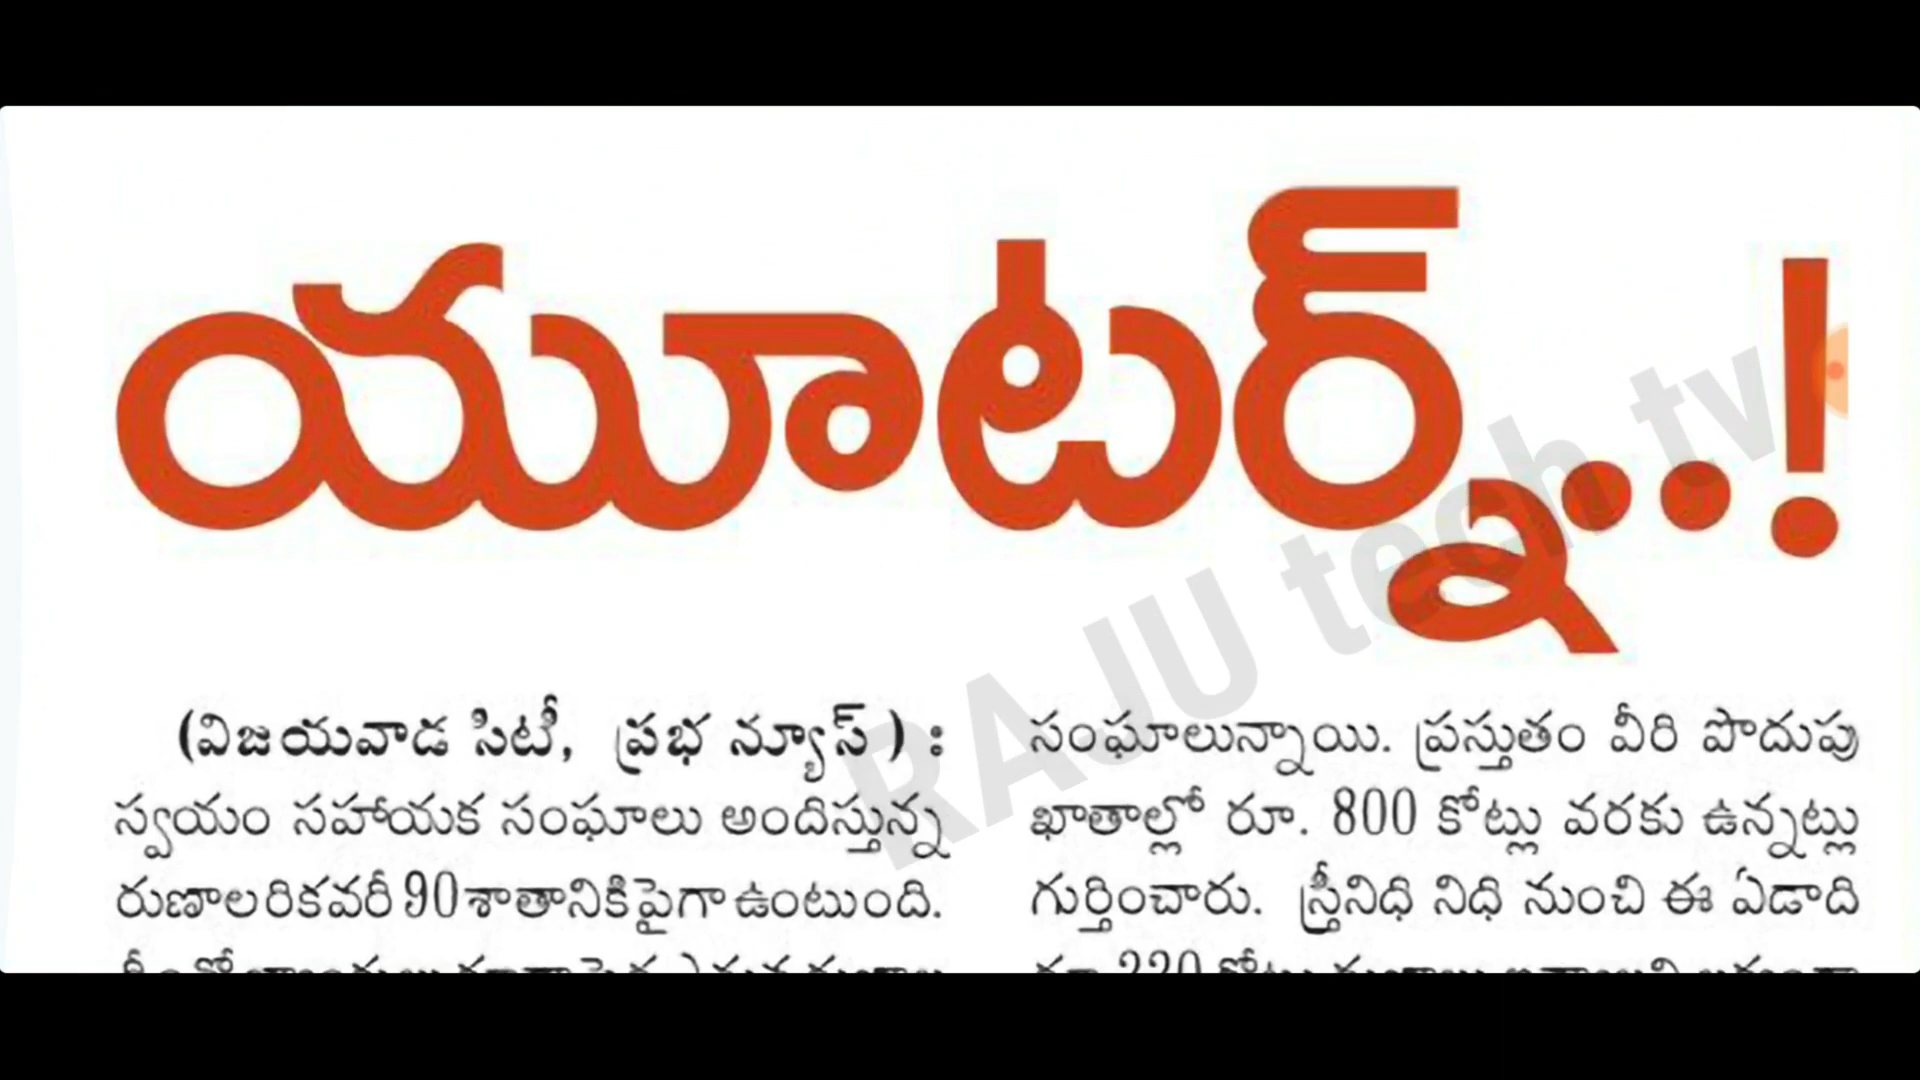 యూటర్న్..!
(విజయవాడ సిటీ, ప్రభ న్యూస్) :
స్వయం సహాయక సంఘాలు అందిస్తున్న
రుణాల రికవరీ 90 శాతానికి పైగా ఉంటుంది.
సంఘాలున్నాయి. ప్రస్తుతం వీరి పొదుపు
ఖాతాల్లో రూ. 800 కోట్లు వరకు ఉన్నట్లు
గుర్తించారు. స్త్రీనిధి నిధి నుంచి ఈ ఏడాది
RAJU tech tv